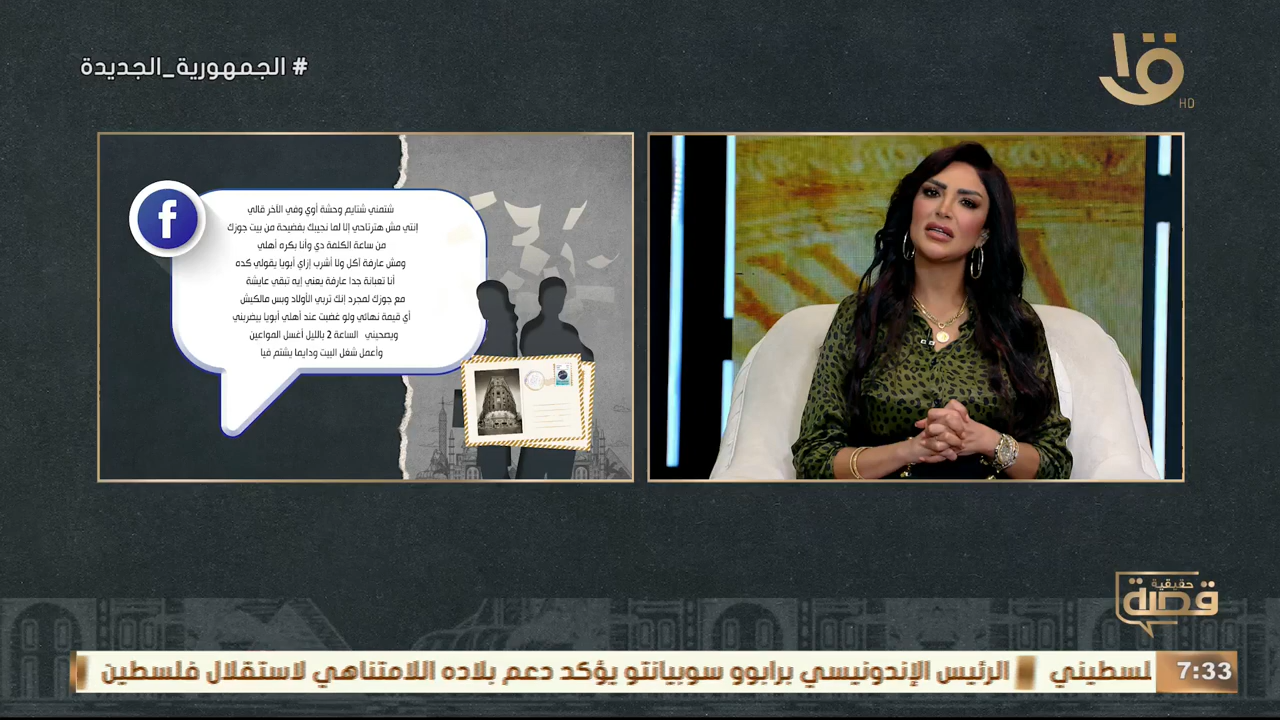 # الجمهورية_الجديدة
HD
شتمني شتايم وحشة أوي وفي الآخر قالي
إنتي مش هترتاحي إلا لما نجيبك بفضيحة من بيت جوزك
من ساعة الكلمة دي وأنا بكره أهلي
ومش عارفة أكل ولا أشرب إزاي أبويا يقولي كده
أنا تعبانة جدا عارفة يعني إيه تبقي عايشة
مع جوزك لمجرد إنك تربي الأولاد وبس مالكيش
أي قيمة نهائي ولو غضبت عند أهلي أبويا بيضربني
ويصحيني الساعة 2 بالليل أغسل المواعين
وأعمل شغل البيت ودايما يشتم فيا
قصة حقيقية
7:33
لسطيني الرئيس الإندونيسي برابوو سوبيانتو يؤكد دعم بلاده اللامتناهي لاستقلال فلسطين